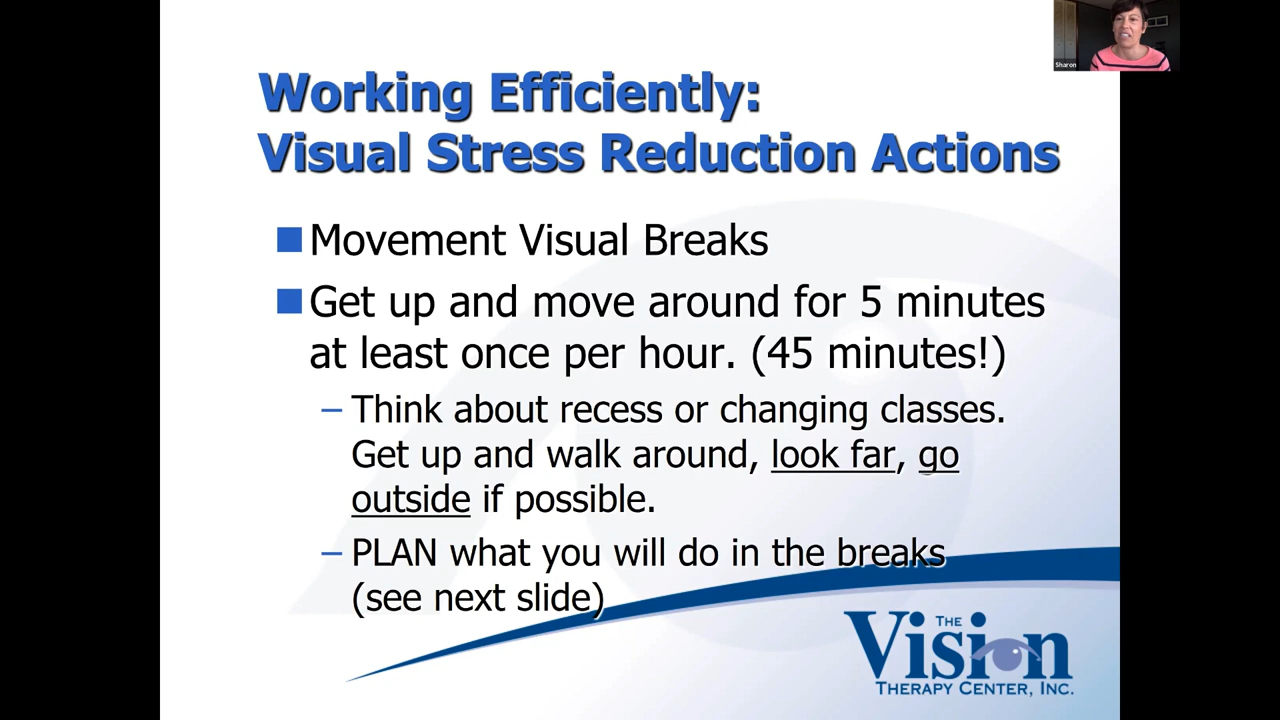 Sharon
Working Efficiently:
Visual Stress Reduction Actions
Movement Visual Breaks
Get up and move around for 5 minutes
at least once per hour. (45 minutes!)
– Think about recess or changing classes.
Get up and walk around, look far, go
outside if possible.
– PLAN what you will do in the breaks
(see next slide)
THE
Vision
THERAPY CENTER, INC.